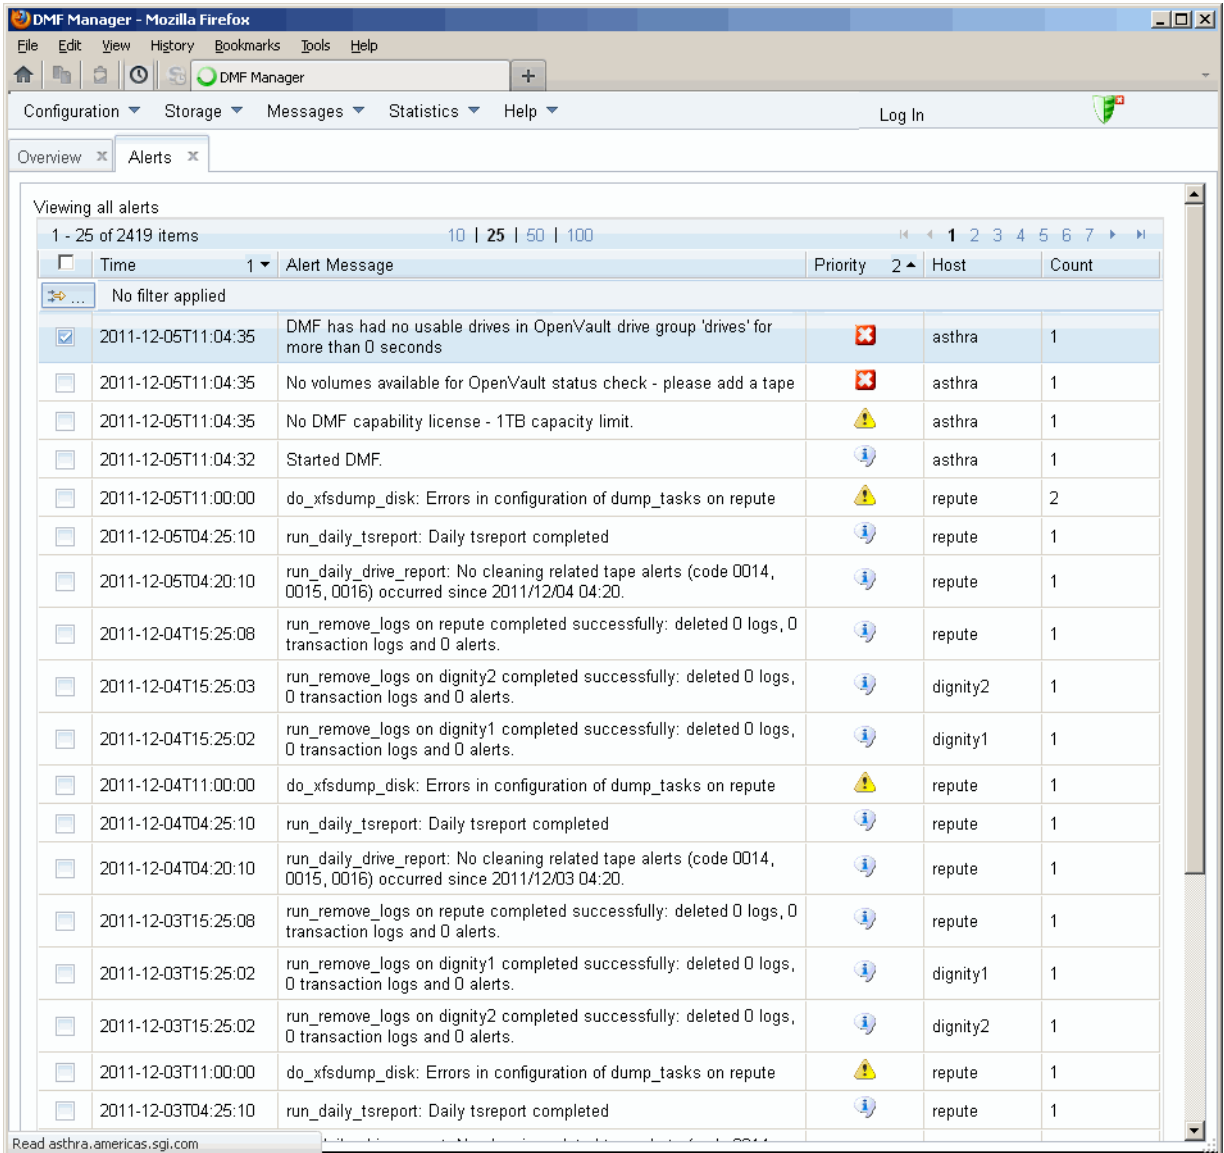 DMF Manager - Mozilla Firefox
File Edit View History Bookmarks Tools Help
DMF Manager
Configuration Storage Messages Statistics Help Log In
Overview Alerts
Viewing all alerts
1 - 25 of 2419 items 10 | 25 | 50 | 100 1 2 3 4 5 6 7
Time 1 Alert Message Priority 2 Host Count
... No filter applied
2011-12-05T11:04:35 DMF has had no usable drives in OpenVault drive group 'drives' for
more than 0 seconds asthra 1
2011-12-05T11:04:35 No volumes available for OpenVault status check - please add a tape asthra 1
2011-12-05T11:04:35 No DMF capability license - 1TB capacity limit. asthra 1
2011-12-05T11:04:32 Started DMF. asthra 1
2011-12-05T11:00:00 do_xfsdump_disk: Errors in configuration of dump_tasks on repute repute 2
2011-12-05T04:25:10 run_daily_tsreport: Daily tsreport completed repute 1
2011-12-05T04:20:10 run_daily_drive_report: No cleaning related tape alerts (code 0014,
0015, 0016) occurred since 2011/12/04 04:20. repute 1
2011-12-04T15:25:08 run_remove_logs on repute completed successfully: deleted 0 logs, 0
transaction logs and 0 alerts. repute 1
2011-12-04T15:25:03 run_remove_logs on dignity2 completed successfully: deleted 0 logs,
0 transaction logs and 0 alerts. dignity2 1
2011-12-04T15:25:02 run_remove_logs on dignity1 completed successfully: deleted 0 logs,
0 transaction logs and 0 alerts. dignity1 1
2011-12-04T11:00:00 do_xfsdump_disk: Errors in configuration of dump_tasks on repute repute 1
2011-12-04T04:25:10 run_daily_tsreport: Daily tsreport completed repute 1
2011-12-04T04:20:10 run_daily_drive_report: No cleaning related tape alerts (code 0014,
0015, 0016) occurred since 2011/12/03 04:20. repute 1
2011-12-03T15:25:08 run_remove_logs on repute completed successfully: deleted 0 logs, 0
transaction logs and 0 alerts. repute 1
2011-12-03T15:25:02 run_remove_logs on dignity1 completed successfully: deleted 0 logs,
0 transaction logs and 0 alerts. dignity1 1
2011-12-03T15:25:02 run_remove_logs on dignity2 completed successfully: deleted 0 logs,
0 transaction logs and 0 alerts. dignity2 1
2011-12-03T11:00:00 do_xfsdump_disk: Errors in configuration of dump_tasks on repute repute 1
2011-12-03T04:25:10 run_daily_tsreport: Daily tsreport completed repute 1
Read asthra.americas.sgi.com